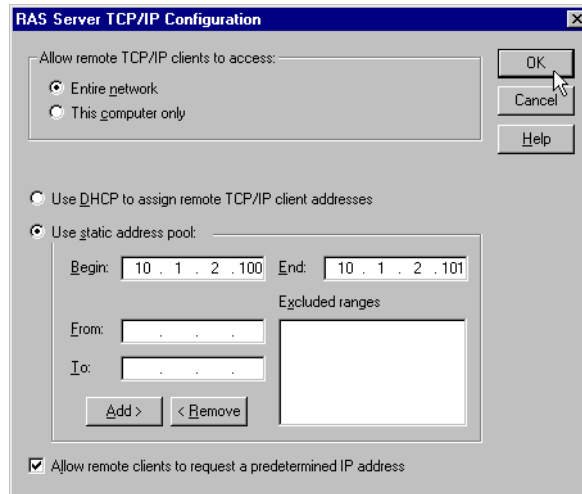 RAS Server TCP/IP Configuration
Allow remote TCP/IP clients to access:
Entire network
This computer only
OK
Cancel
Help
Use DHCP to assign remote TCP/IP client addresses
Use static address pool:
Begin: 10 . 1 . 2 .100 End: 10 . 1 . 2 .101
Excluded ranges
From: . . .
To: . . .
Add > < Remove
Allow remote clients to request a predetermined IP address